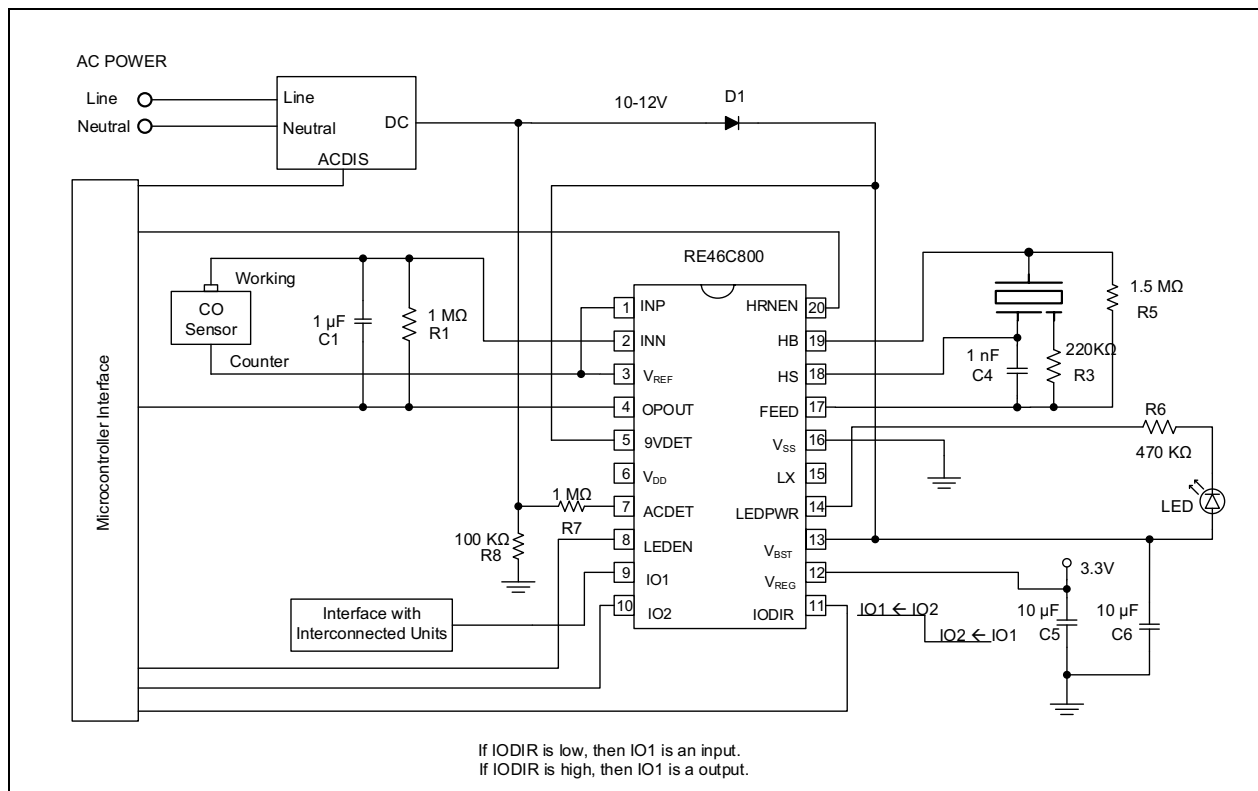 AC POWER
Line
Neutral
Line
Neutral
DC
ACDIS
10-12V
D1
Microcontroller Interface
Working
CO
Sensor
Counter
1 µF
C1
1 MΩ
R1
RE46C800
1 INP
2 INN
3 VREF
4 OPOUT
5 9VDET
6 VDD
7 ACDET
8 LEDEN
9 IO1
10 IO2
HRNEN 20
HB 19
HS 18
FEED 17
VSS 16
LX 15
LEDPWR 14
VBST 13
VREG 12
IODIR 11
1 MΩ
R7
100 KΩ
R8
Interface with
Interconnected Units
1.5 MΩ
R5
1 nF
C4
220KΩ
R3
R6
470 KΩ
LED
3.3V
10 µF
C5
10 µF
C6
IO1 ← IO2
IO2 ← IO1
If IODIR is low, then IO1 is an input.
If IODIR is high, then IO1 is a output.